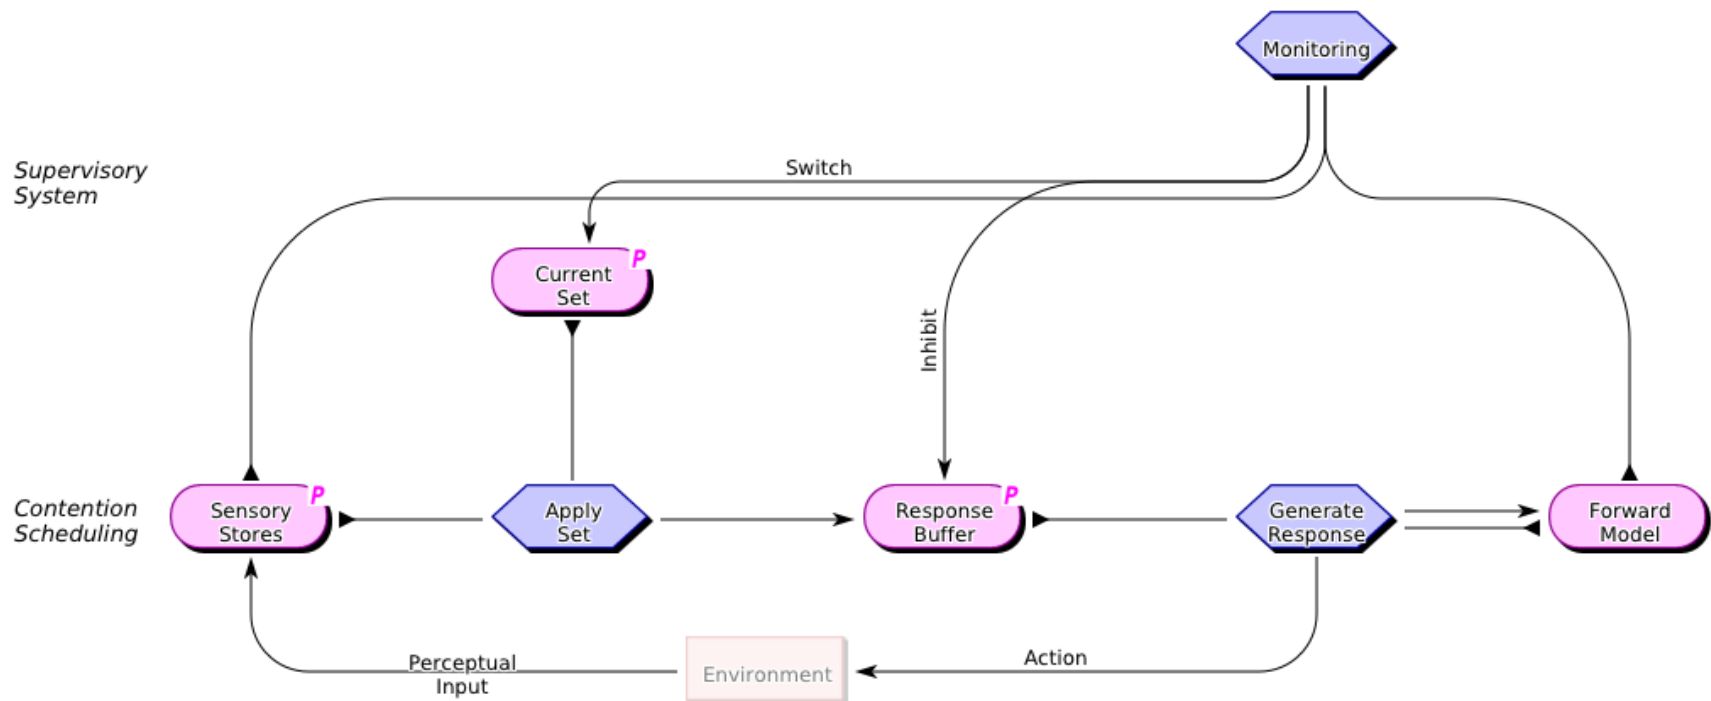 Monitoring
Supervisory
System
Switch
Current
Set
P
Inhibit
Contention
Scheduling
Sensory
Stores
P
Apply
Set
Response
Buffer
P
Generate
Response
Forward
Model
Perceptual
Input
Environment
Action